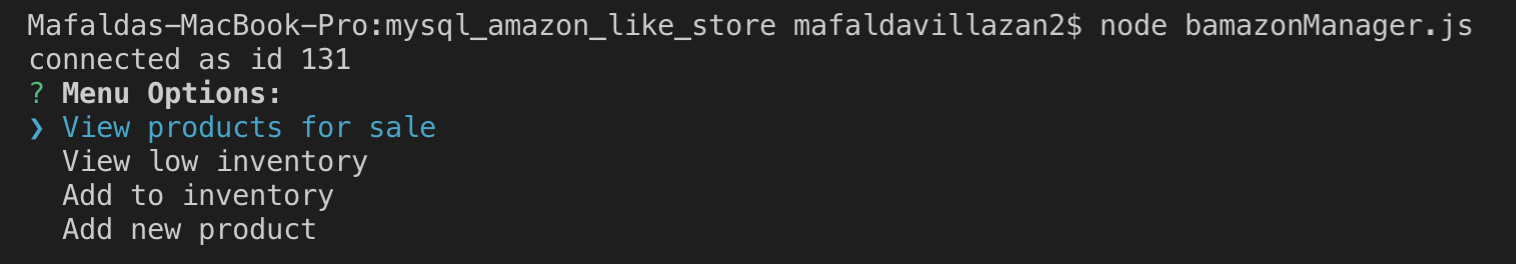 Mafaldas-MacBook-Pro:mysql_amazon_like_store mafaldavillazan2$ node bamazonManager.js
connected as id 131
? Menu Options:
❯ View products for sale
  View low inventory
  Add to inventory
  Add new product